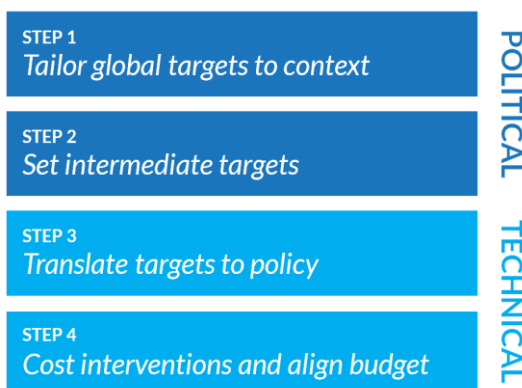 STEP 1
Tailor global targets to context
STEP 2
Set intermediate targets
POLITICAL
STEP 3
Translate targets to policy
STEP 4
Cost interventions and align budget
TECHNICAL